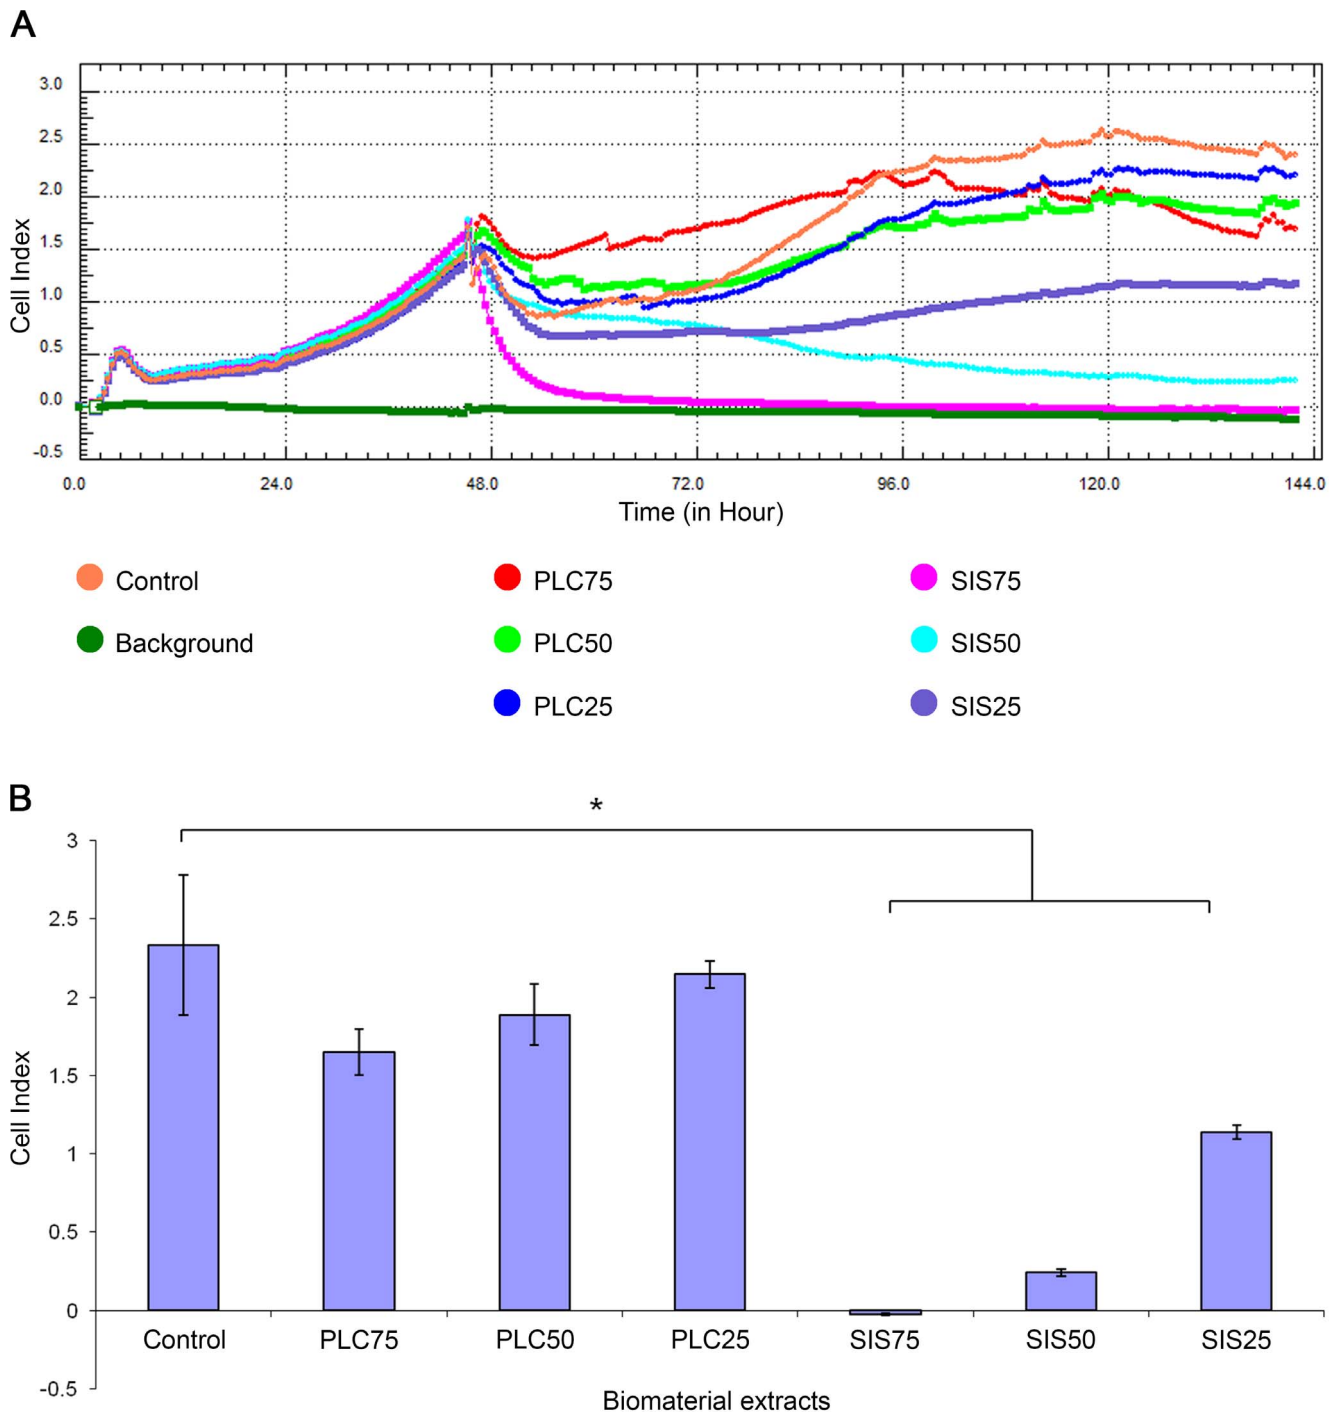 A
3.0
2.5
2.0
1.5
1.0
0.5
0.0
-0.5
Cell Index
0.0 24.0 48.0 72.0 96.0 120.0 144.0
Time (in Hour)
Control PLC75 SIS75
Background PLC50 SIS50
PLC25 SIS25
B
*
3
2.5
2
1.5
1
0.5
0
-0.5
Cell Index
Control PLC75 PLC50 PLC25 SIS75 SIS50 SIS25
Biomaterial extracts